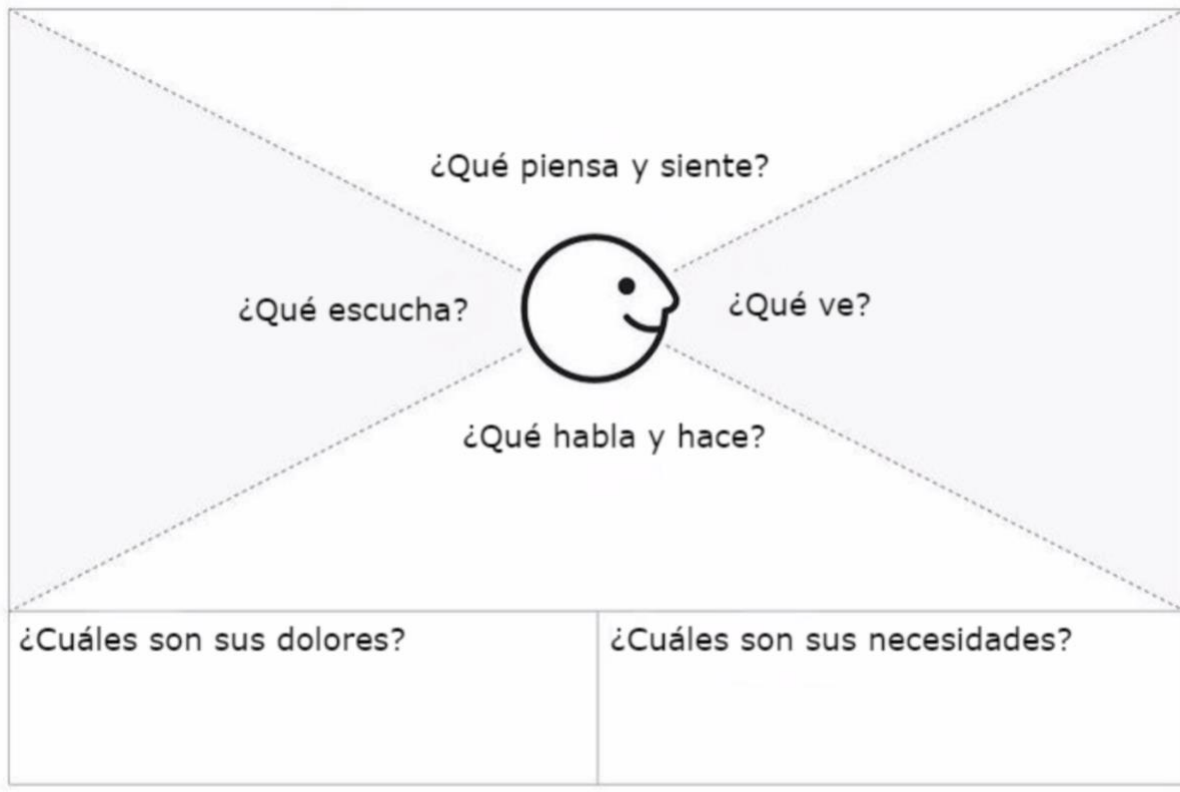 ¿Qué piensa y siente?
¿Qué escucha?
¿Qué ve?
¿Qué habla y hace?
¿Cuáles son sus dolores?
¿Cuáles son sus necesidades?